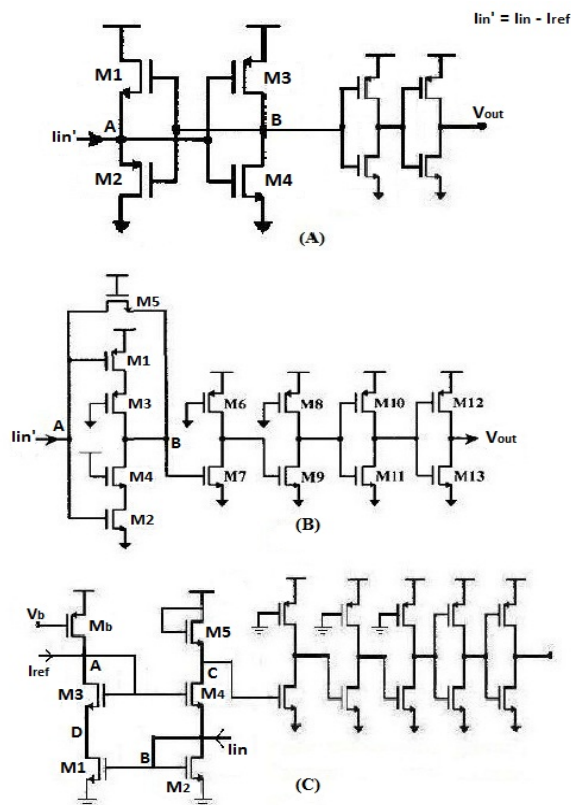 Iin' = Iin - Iref
M1
M3
A
B
Iin'
Vout
M2
M4
(A)
M5
M1
A
M3
M6
M8
M10
M12
Iin'
B
Vout
M4
M7
M9
M11
M13
M2
(B)
Vb
Mb
M5
Iref
A
C
M3
M4
D
Iin
B
M1
M2
(C)